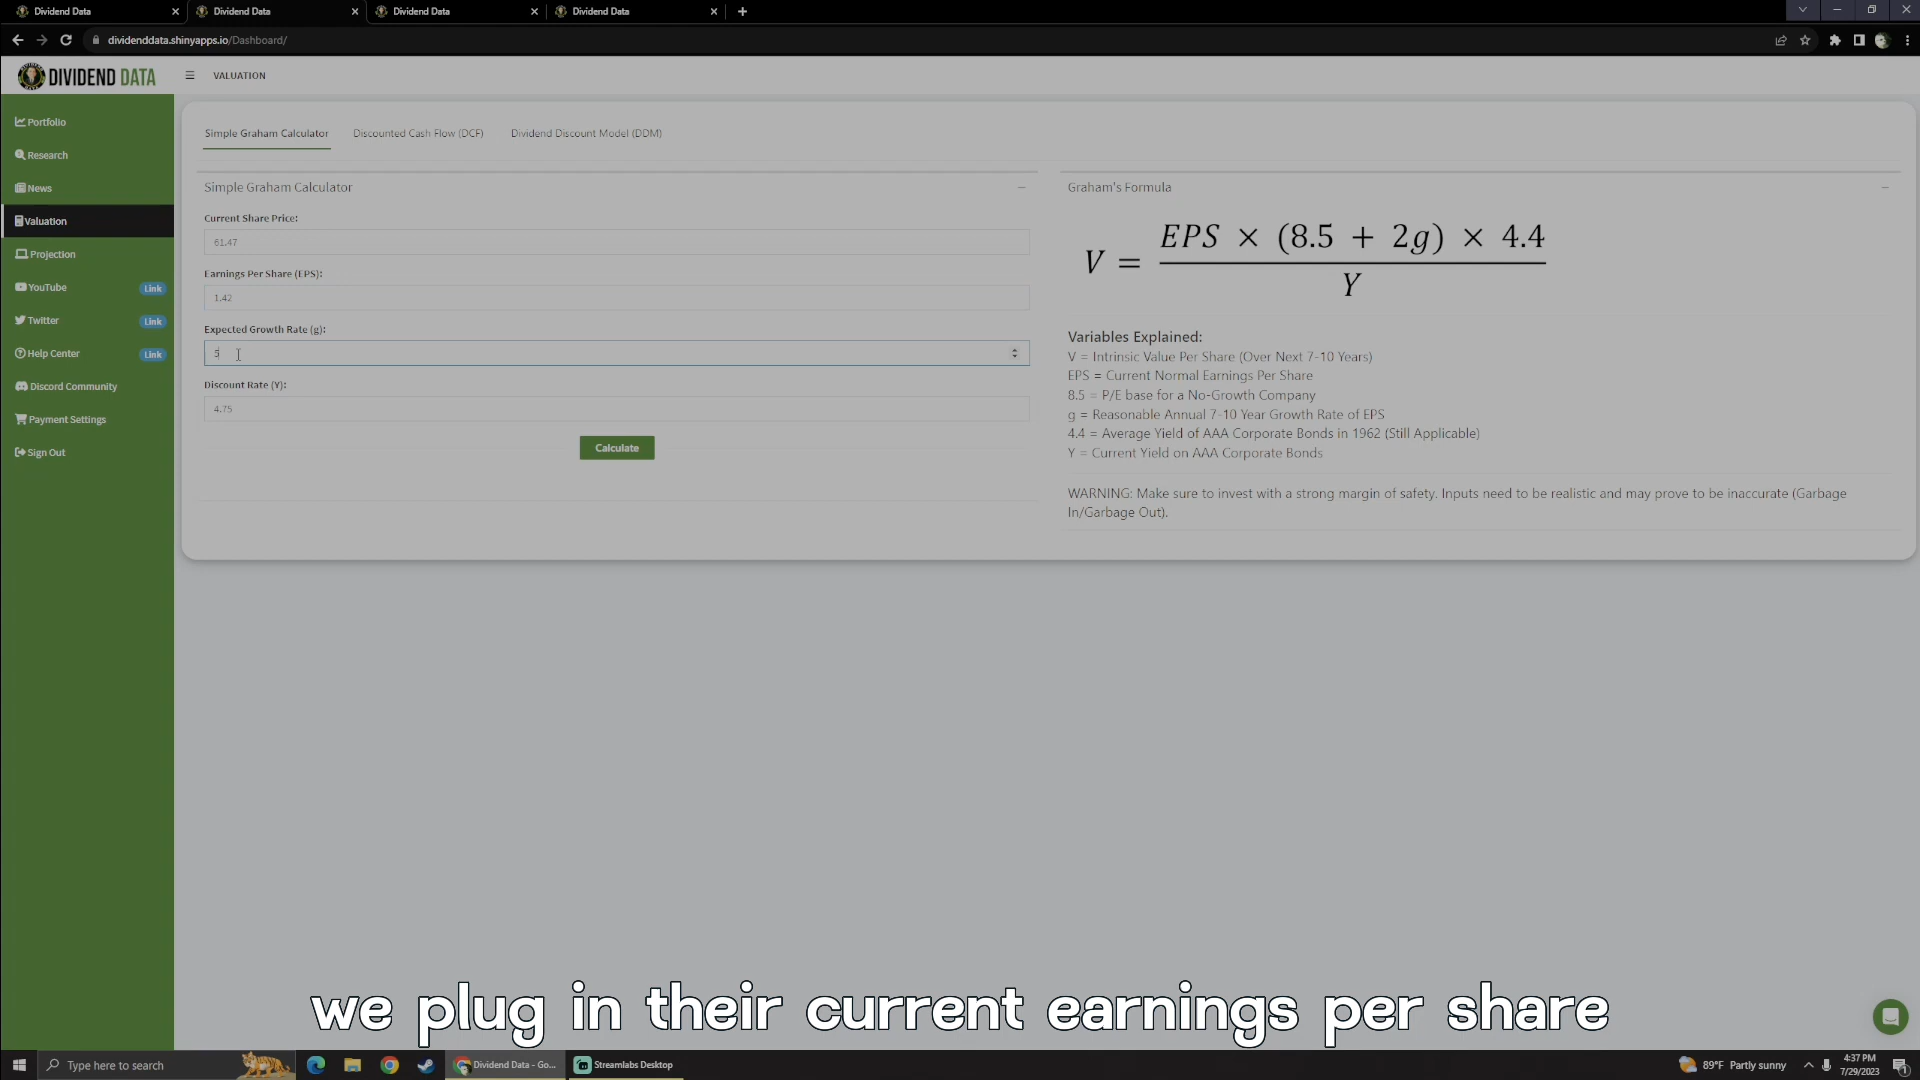 Dividend Data
Dividend Data
Dividend Data
Dividend Data
dividenddata.shinyapps.io/Dashboard/
DIVIDEND DATA
VALUATION
Portfolio
Research
News
Valuation
Projection
YouTube Link
Twitter Link
Help Center Link
Discord Community
Payment Settings
Sign Out
Simple Graham Calculator
Discounted Cash Flow (DCF)
Dividend Discount Model (DDM)
Simple Graham Calculator
Current Share Price:
61.47
Earnings Per Share (EPS):
1.42
Expected Growth Rate (g):
5
Discount Rate (Y):
4.75
Calculate
Graham's Formula
V = EPS × (8.5 + 2g) × 4.4
Y
Variables Explained:
V = Intrinsic Value Per Share (Over Next 7-10 Years)
EPS = Current Normal Earnings Per Share
8.5 = P/E base for a No-Growth Company
g = Reasonable Annual 7-10 Year Growth Rate of EPS
4.4 = Average Yield of AAA Corporate Bonds in 1962 (Still Applicable)
Y = Current Yield on AAA Corporate Bonds
WARNING: Make sure to invest with a strong margin of safety. Inputs need to be realistic and may prove to be inaccurate (Garbage
In/Garbage Out).
we plug in their current earnings per share
Type here to search
Dividend Data - Go...
Streamlabs Desktop
89°F Partly sunny
4:37 PM
7/29/2023